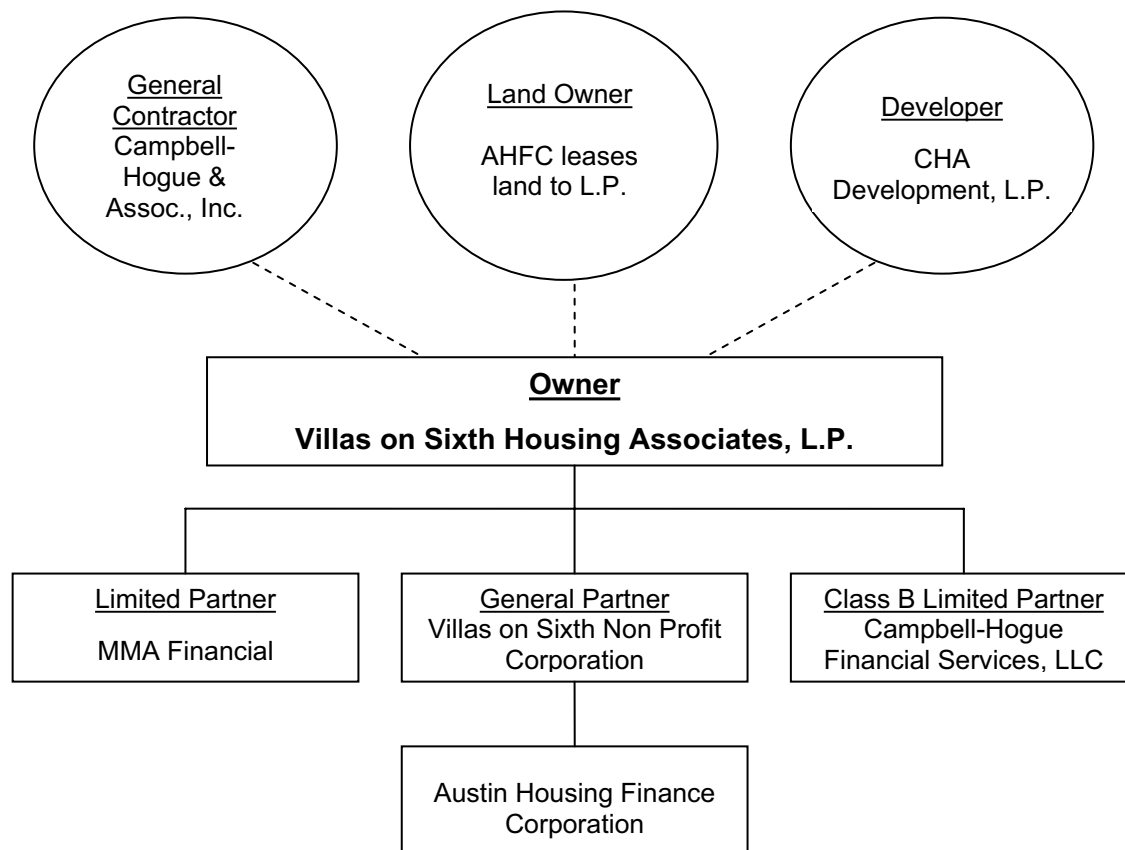 General
Contractor
Campbell-
Hogue &
Assoc., Inc.
Land Owner
AHFC leases
land to L.P.
Developer
CHA
Development, L.P.
Owner
Villas on Sixth Housing Associates, L.P.
Limited Partner
MMA Financial
General Partner
Villas on Sixth Non Profit
Corporation
Class B Limited Partner
Campbell-Hogue
Financial Services, LLC
Austin Housing Finance
Corporation